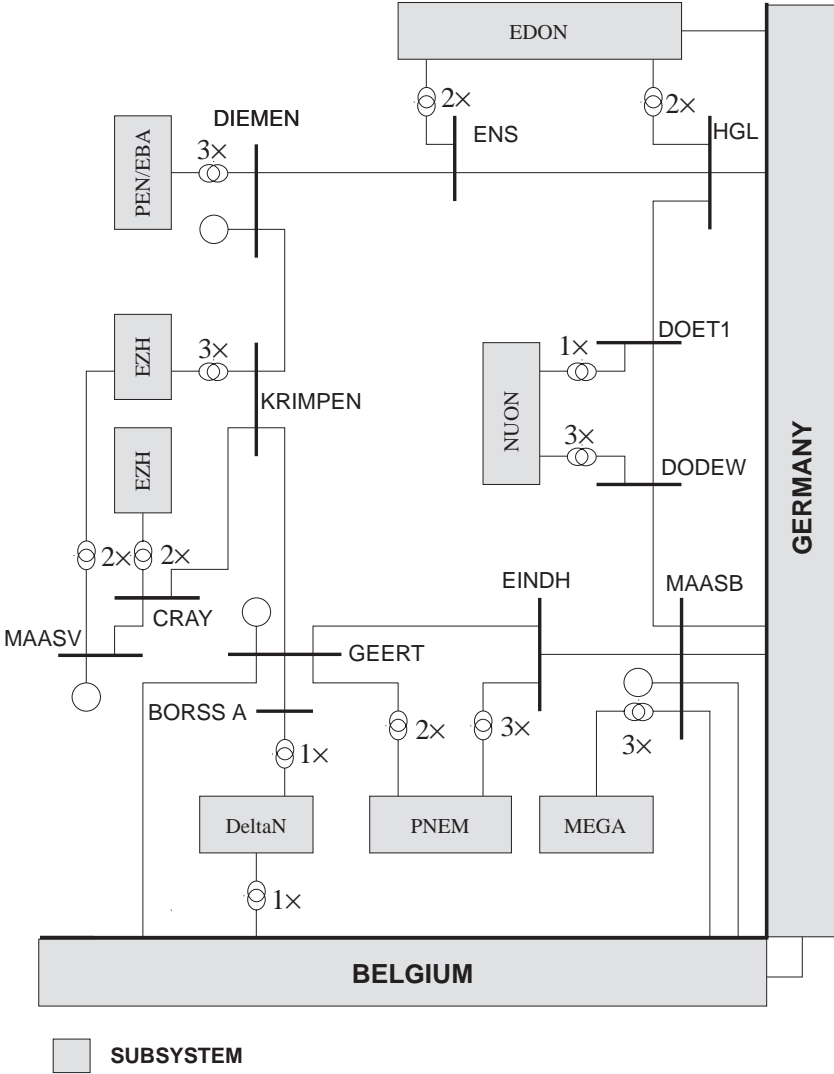 EDON
2×
2×
DIEMEN
ENS
HGL
PEN/EBA
3×
EZH
3×
KRIMPEN
DOET1
1×
NUON
3×
DODEW
EZH
GERMANY
2×
2×
EINDH
MAASB
CRAY
MAASV
GEERT
BORSS A
2×
3×
3×
1×
DeltaN
PNEM
MEGA
1×
BELGIUM
SUBSYSTEM